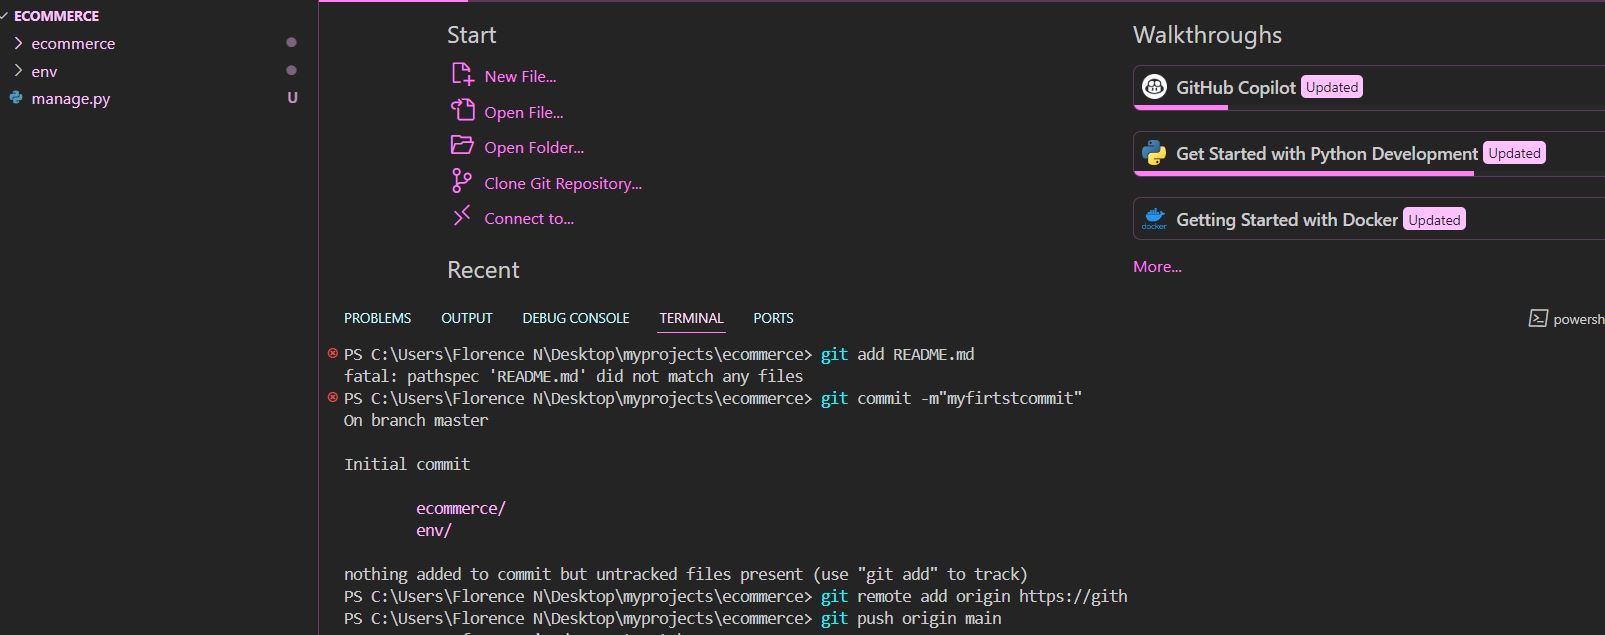 ECOMMERCE
ecommerce
env
manage.py U
Start
New File...
Open File...
Open Folder...
Clone Git Repository...
Connect to...
Recent
Walkthroughs
GitHub Copilot Updated
Get Started with Python Development Updated
docker
Getting Started with Docker Updated
More...
PROBLEMS OUTPUT DEBUG CONSOLE TERMINAL PORTS
powersh
PS C:\Users\Florence N\Desktop\myprojects\ecommerce> git add README.md
fatal: pathspec 'README.md' did not match any files
PS C:\Users\Florence N\Desktop\myprojects\ecommerce> git commit -m"myfirtstcommit"
On branch master
Initial commit
ecommerce/
env/
nothing added to commit but untracked files present (use "git add" to track)
PS C:\Users\Florence N\Desktop\myprojects\ecommerce> git remote add origin https://gith
PS C:\Users\Florence N\Desktop\myprojects\ecommerce> git push origin main